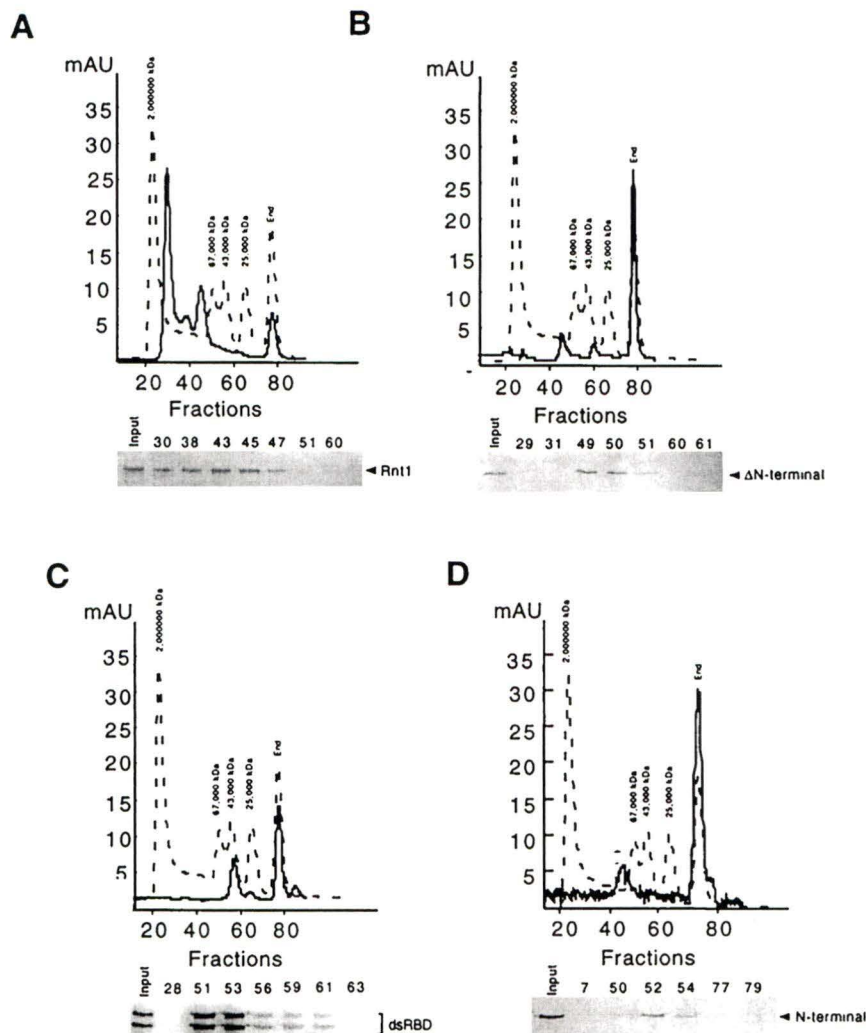 A
mAU
2,000000 kDa
67,000 kDa
43,000 kDa
25,000 kDa
End
35
30
25
20
15
10
5
20 40 60 80
Fractions
Input 30 38 43 45 47 51 60
Rnt1
B
mAU
2,000000 kDa
67,000 kDa
43,000 kDa
25,000 kDa
End
35
30
25
20
15
10
5
-
20 40 60 80
Fractions
Input 29 31 49 50 51 60 61
ΔN-terminal
C
mAU
2,000000 kDa
67,000 kDa
43,000 kDa
25,000 kDa
End
35
30
25
20
15
10
5
20 40 60 80
Fractions
Input 28 51 53 56 59 61 63
dsRBD
D
mAU
2,000000 kDa
67,000 kDa
43,000 kDa
25,000 kDa
End
35
30
25
20
15
10
5
20 40 60 80
Fractions
Input 7 50 52 54 77 79
N-terminal